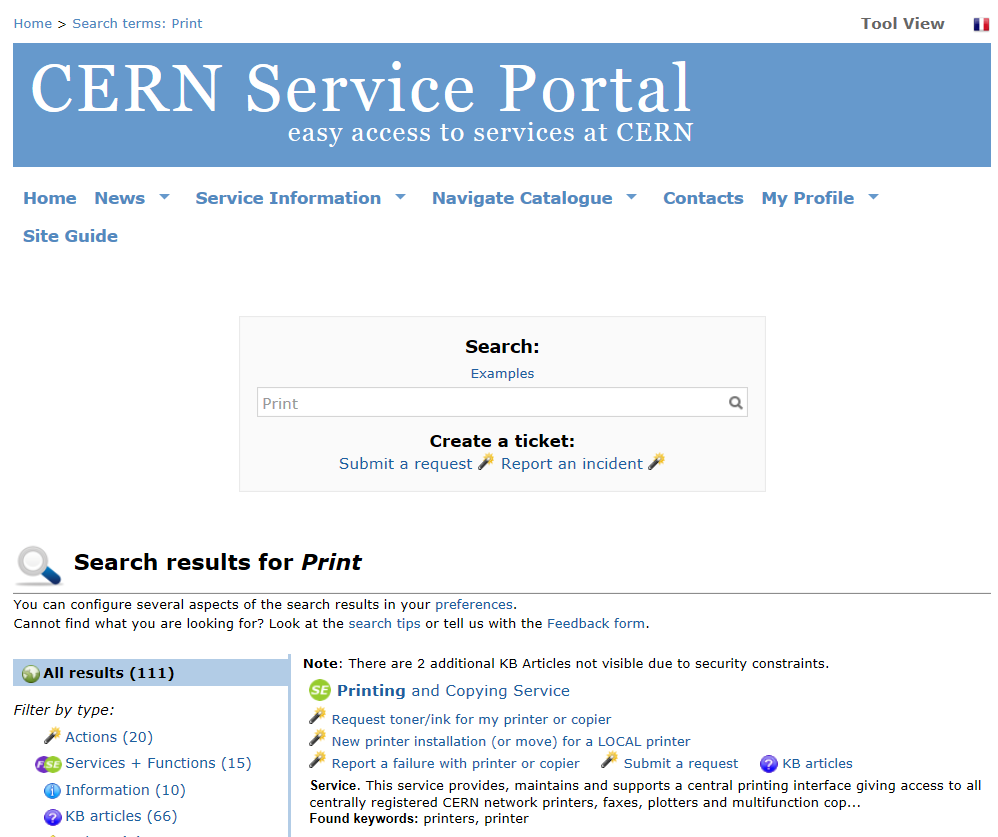 Home > Search terms: Print
Tool View
CERN Service Portal
easy access to services at CERN
Home News Service Information Navigate Catalogue Contacts My Profile
Site Guide
Search:
Examples
Print
Create a ticket:
Submit a request Report an incident
Search results for Print
You can configure several aspects of the search results in your preferences.
Cannot find what you are looking for? Look at the search tips or tell us with the Feedback form.
All results (111)
Filter by type:
Actions (20)
FE SE Services + Functions (15)
Information (10)
KB articles (66)
Note: There are 2 additional KB Articles not visible due to security constraints.
SE Printing and Copying Service
Request toner/ink for my printer or copier
New printer installation (or move) for a LOCAL printer
Report a failure with printer or copier Submit a request ? KB articles
Service. This service provides, maintains and supports a central printing interface giving access to all
centrally registered CERN network printers, faxes, plotters and multifunction cop...
Found keywords: printers, printer